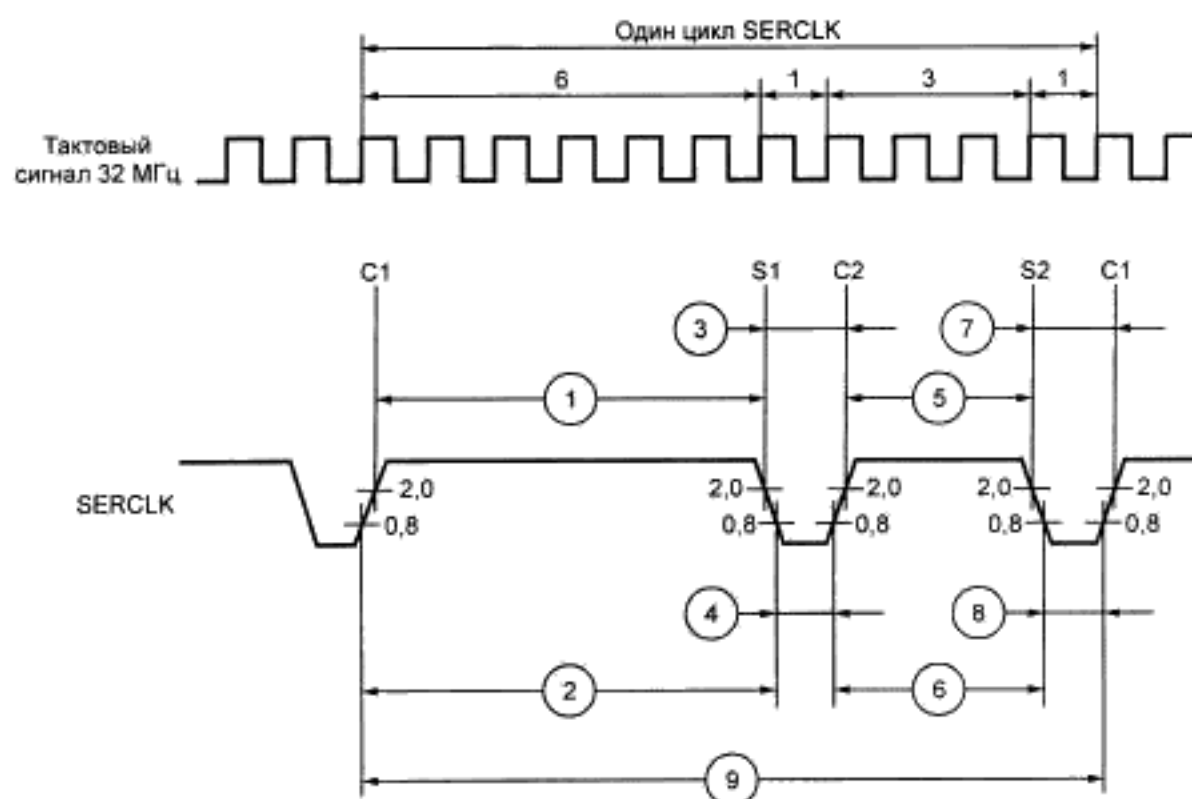 Один цикл SERCLK
6 1 3 1
Тактовый
сигнал 32 МГц
C1 S1 C2 S2 C1
3 7
1 5
SERCLK
2,0 2,0 2,0 2,0 2,0
0,8 0,8 0,8 0,8 0,8
4 8
2 6
9